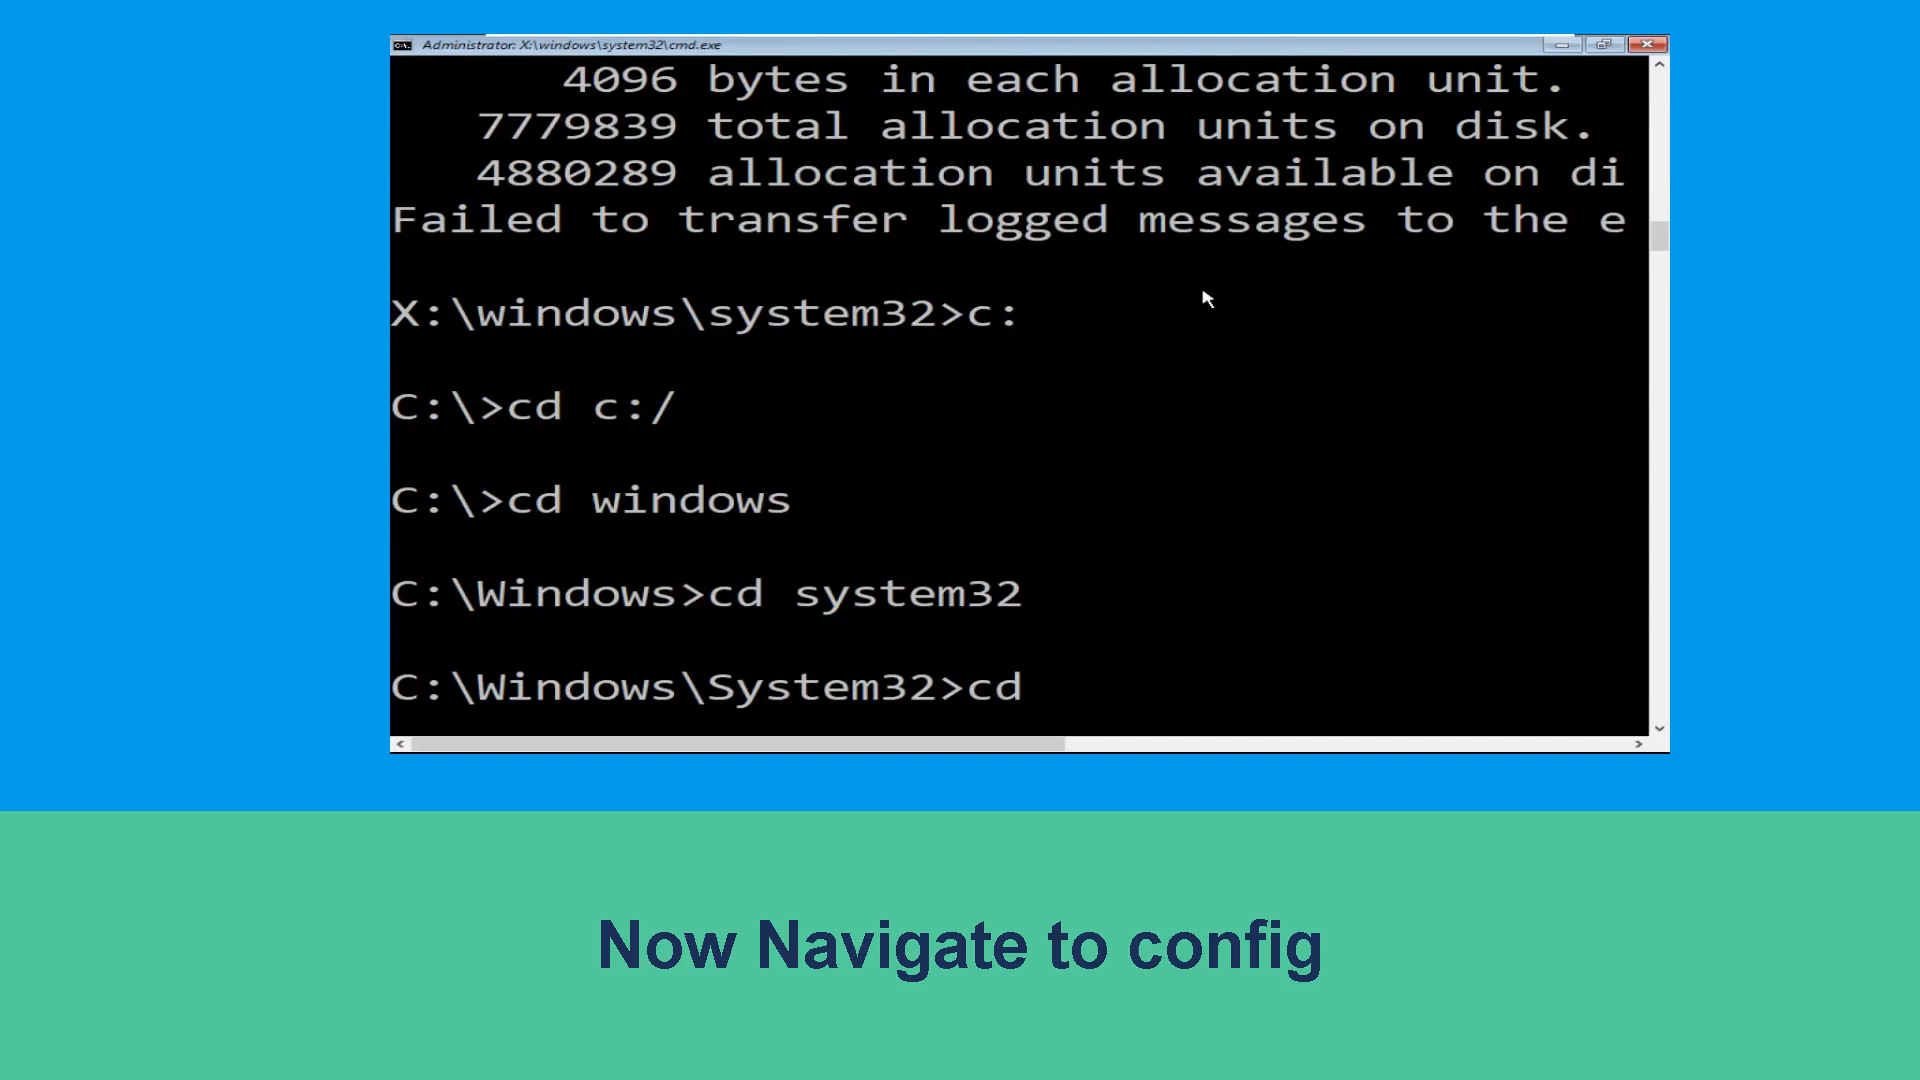 Administrator: X:\windows\system32\cmd.exe
4096 bytes in each allocation unit.
7779839 total allocation units on disk.
4880289 allocation units available on di
Failed to transfer logged messages to the e
X:\windows\system32>c:
C:\>cd c:/
C:\>cd windows
C:\Windows>cd system32
C:\Windows\System32>cd
Now Navigate to config